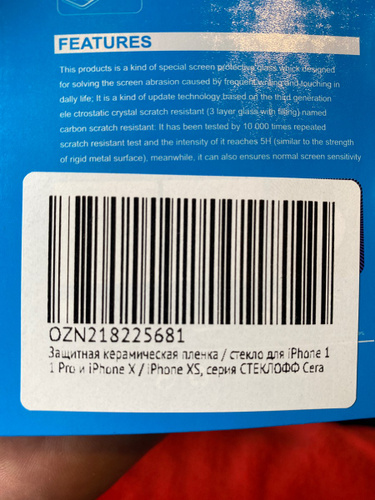 FEATURES
This products is a kind of special screen protective glass whick designed
for solving the screen abrasion caused by frequent wiring and touching in
dally life; It is a kind of update technology based on the third generation
ele ctrostatic crystal scratch resistant (3 layer glass with filing) named
carbon scratch resistant: It has been tested by 10 000 times repeated
scratch resistant test and the intensity of it reaches 5H (similar to the strength
of rigid metal surface), meanwhile, it can also ensures normal screen sensitivity
OZN218225681
Защитная керамическая пленка / стекло для iPhone 1
1 Pro и iPhone X / iPhone XS, серия СТЕКЛОФФ Cera